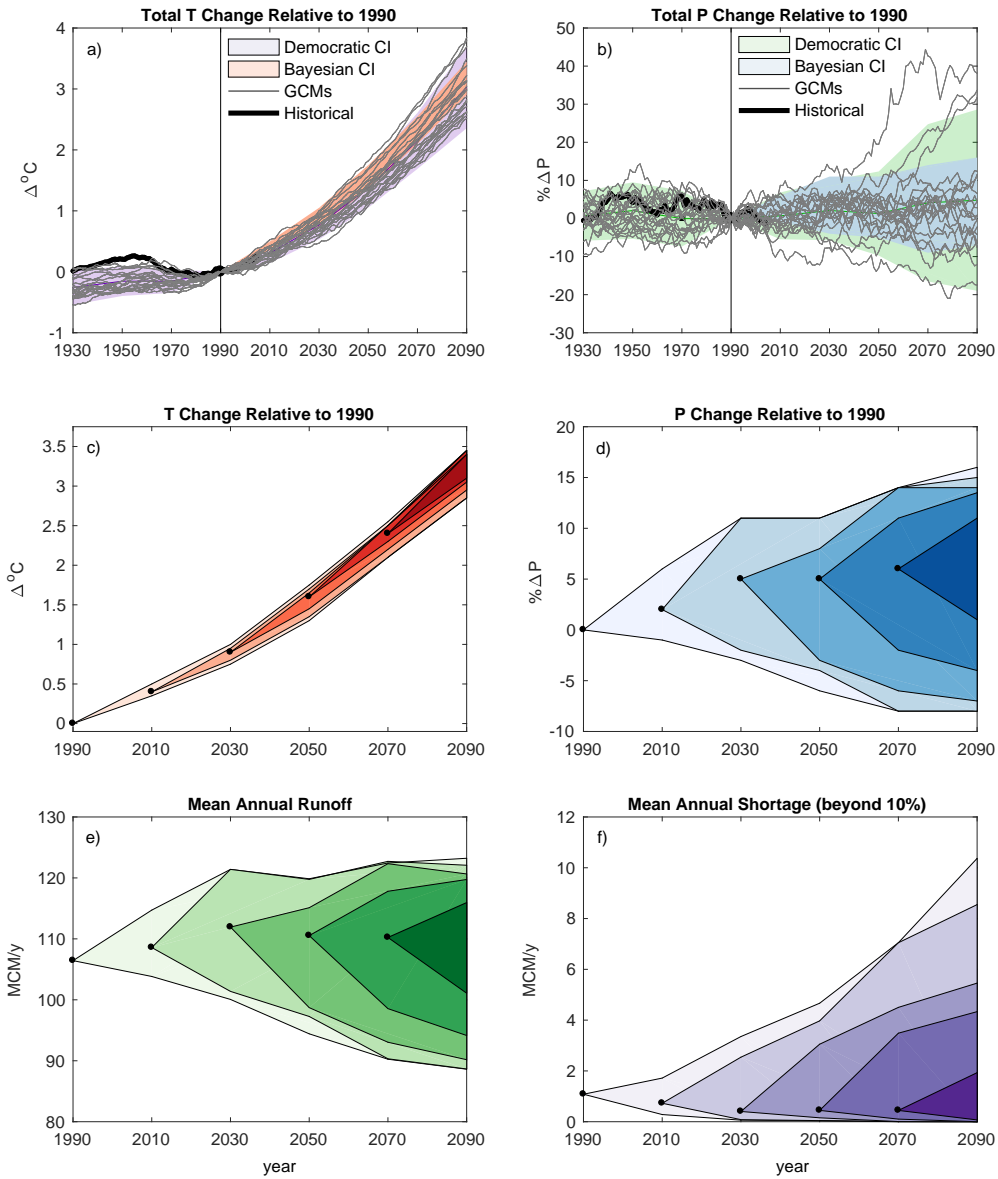 Total T Change Relative to 1990
a)
Democratic CI
Bayesian CI
GCMs
Historical
Δ°C
4
3
2
1
0
-1
1930 1950 1970 1990 2010 2030 2050 2070 2090
Total P Change Relative to 1990
b)
Democratic CI
Bayesian CI
GCMs
Historical
% Δ P
50
40
30
20
10
0
-10
-20
-30
1930 1950 1970 1990 2010 2030 2050 2070 2090
T Change Relative to 1990
c)
Δ°C
3.5
3
2.5
2
1.5
1
0.5
0
1990 2010 2030 2050 2070 2090
P Change Relative to 1990
d)
% Δ P
20
15
10
5
0
-5
-10
1990 2010 2030 2050 2070 2090
Mean Annual Runoff
e)
MCM/y
130
120
110
100
90
80
1990 2010 2030 2050 2070 2090
year
Mean Annual Shortage (beyond 10%)
f)
MCM/y
12
10
8
6
4
2
0
1990 2010 2030 2050 2070 2090
year